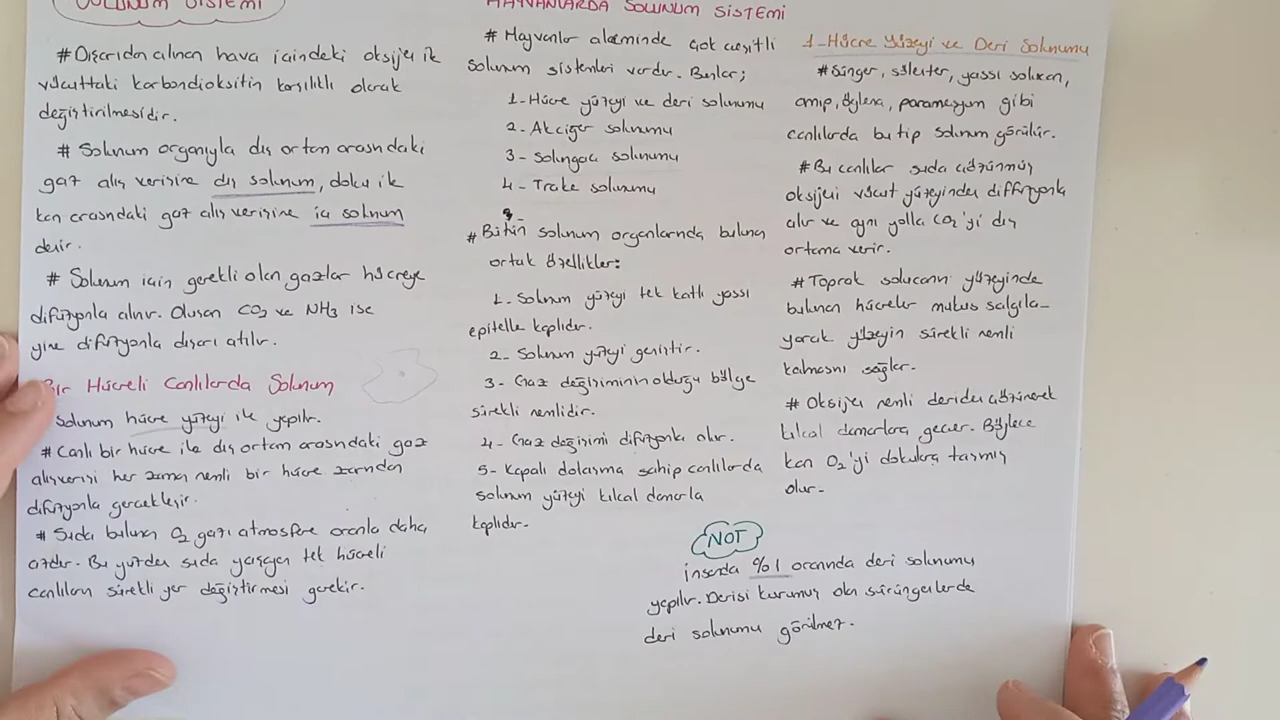 SOLUNUM SİSTEMİ
# Dışarıdan alınan hava içindeki oksijen ile
vücuttaki karbondioksitin karşılıklı olarak
değiştirilmesidir.
# Solunum organıyla dış ortam arasındaki
gaz alış verişine dış solunum, doku ile
kan arasındaki gaz alış verişine iç solunum
denir.
# Solunum için gerekli olan gazlar hücreye
difüzyonla alınır. Oluşan CO2 ve NH3 ise
yine difüzyonla dışarı atılır.
Bir Hücreli Canlılarda Solunum
Solunum hücre yüzeyi ile yapılır.
# Canlı bir hücre ile dış ortam arasındaki gaz
alışverişi her zaman nemli bir hücre zarından
difüzyonla gerçekleşir.
# Suda bulunan O2 gazı atmosfere oranla daha
azdır. Bu yüzden suda yaşayan tek hücreli
canlıların sürekli yer değiştirmesi gerekir.
HAYVANLARDA SOLUNUM SİSTEMİ
# Hayvanlar aleminde çok çeşitli
solunum sistemleri vardır. Bunlar;
1-Hücre yüzeyi ve deri solunumu
2- Akciğer solunumu
3- Solungaç solunumu
4- Trake solunumu
# Bütün solunum organlarında bulunan
ortak özellikler:
1- Solunum yüzeyi tek katlı yassı
epitelle kaplıdır.
2- Solunum yüzeyi geniştir.
3- Gaz değişiminin olduğu bölge
sürekli nemlidir.
4- Gaz değişimi difüzyonla olur.
5- Kapalı dolaşıma sahip canlılarda
solunum yüzeyi kılcal damarla
kaplıdır.
1-Hücre Yüzeyi ve Deri Solunumu
# Sünger, sölenter, yassı solucan,
amip, öglena, paramesyum gibi
canlılarda bu tip solunum görülür.
# Bu canlılar suda çözünmüş
oksijeni vücut yüzeyinden difüzyonla
alır ve aynı yolla CO2'yi dış
ortama verir.
# Toprak solucanın yüzeyinde
bulunan hücreler mukus salgıla-
yarak yüzeyin sürekli nemli
kalmasını sağlar.
# Oksijen nemli deriden çözünerek
kılcal damarlara geçer. Böylece
kan O2'yi dokulara taşımış
olur.
NOT
İnsanda %1 oranında deri solunumu
yapılır. Derisi kurumuş olan sürüngenlerde
deri solunumu görülmez.